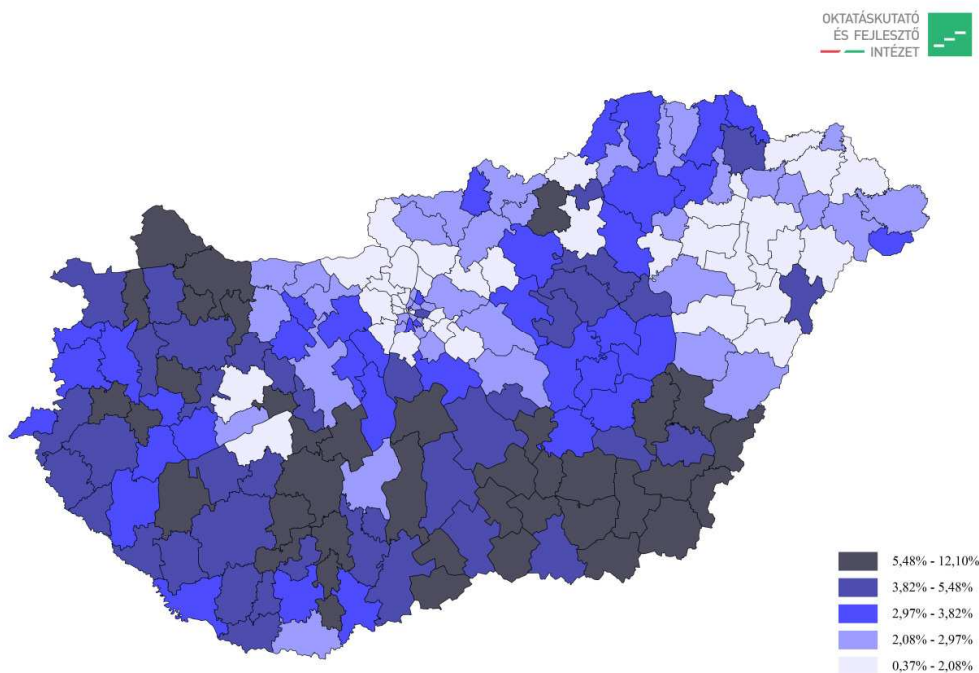 OKTATÁSKUTATÓ
ÉS FEJLESZTŐ
INTÉZET
5,48% - 12,10%
3,82% - 5,48%
2,97% - 3,82%
2,08% - 2,97%
0,37% - 2,08%